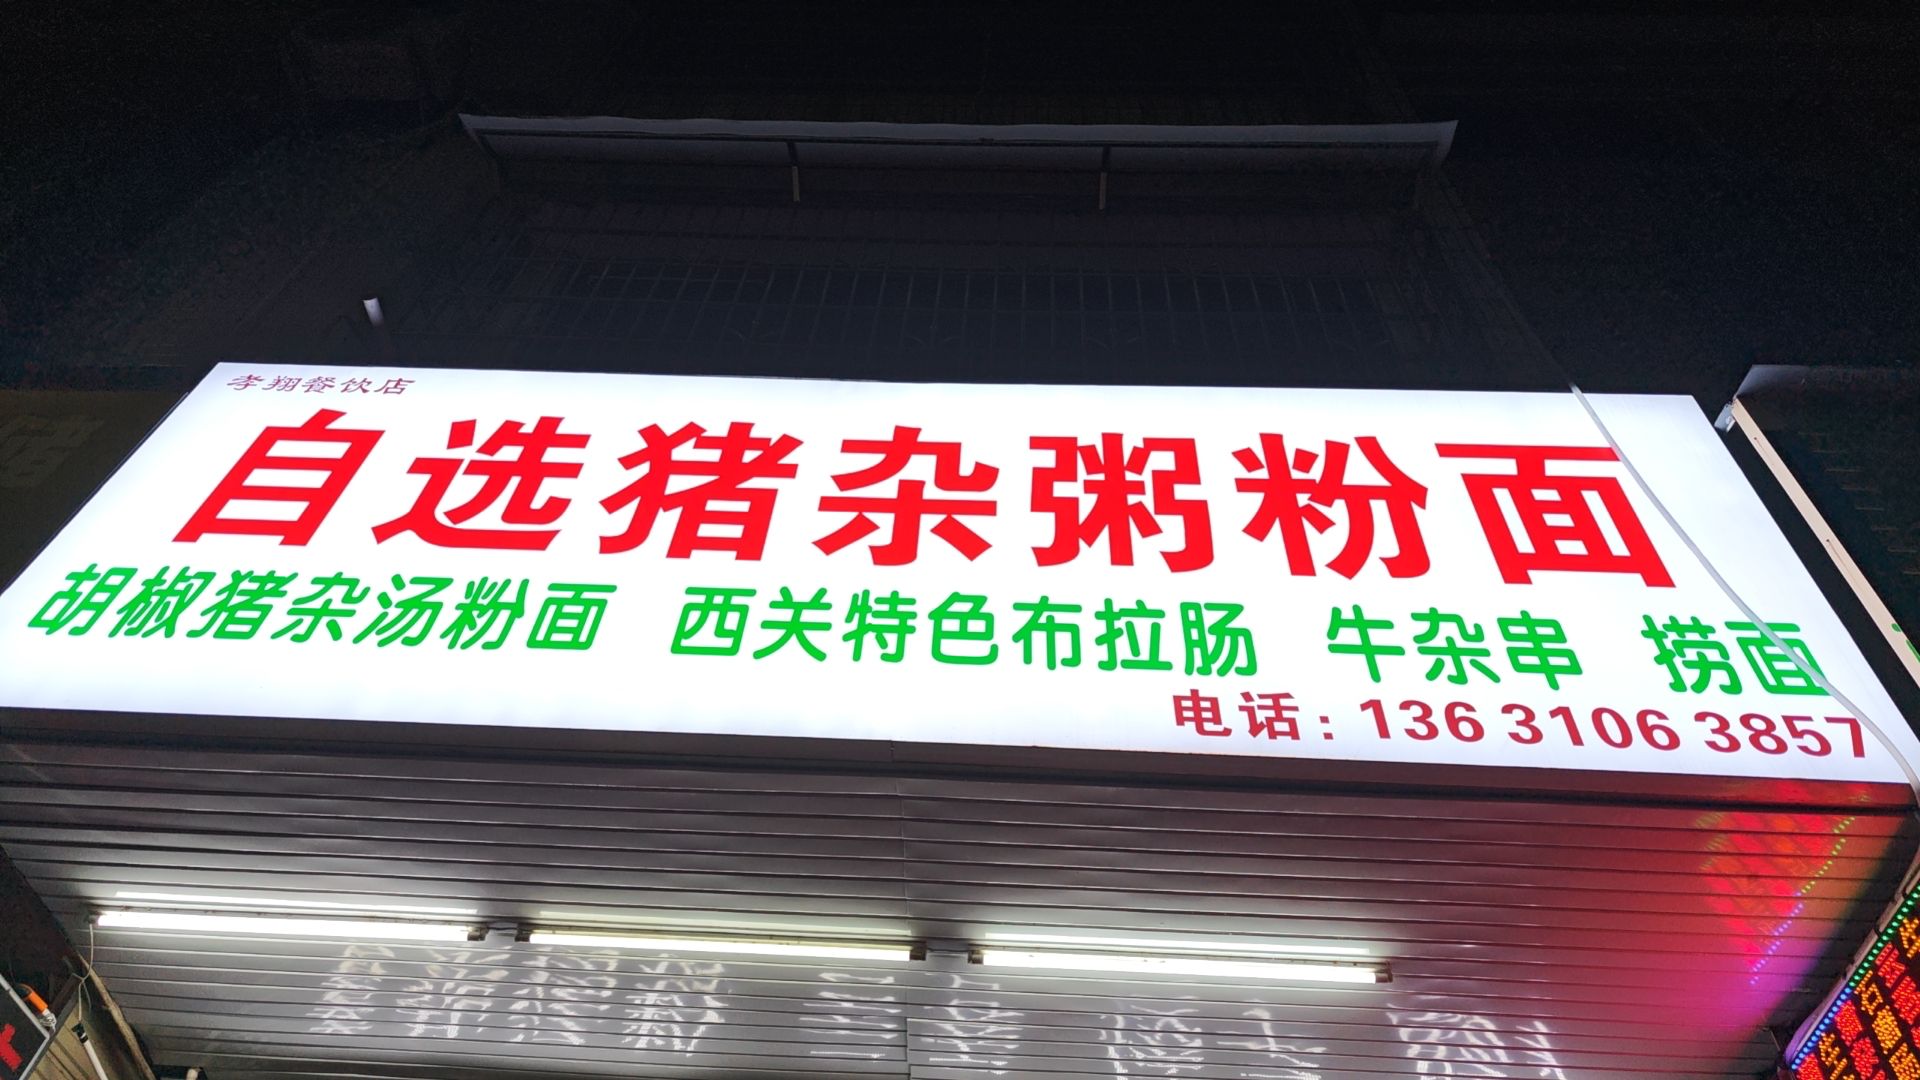 孝翔餐饮店
自选猪杂粥粉面
胡椒猪杂汤粉面 西关特色布拉肠 牛杂串 捞面
电话：136 3106 3857